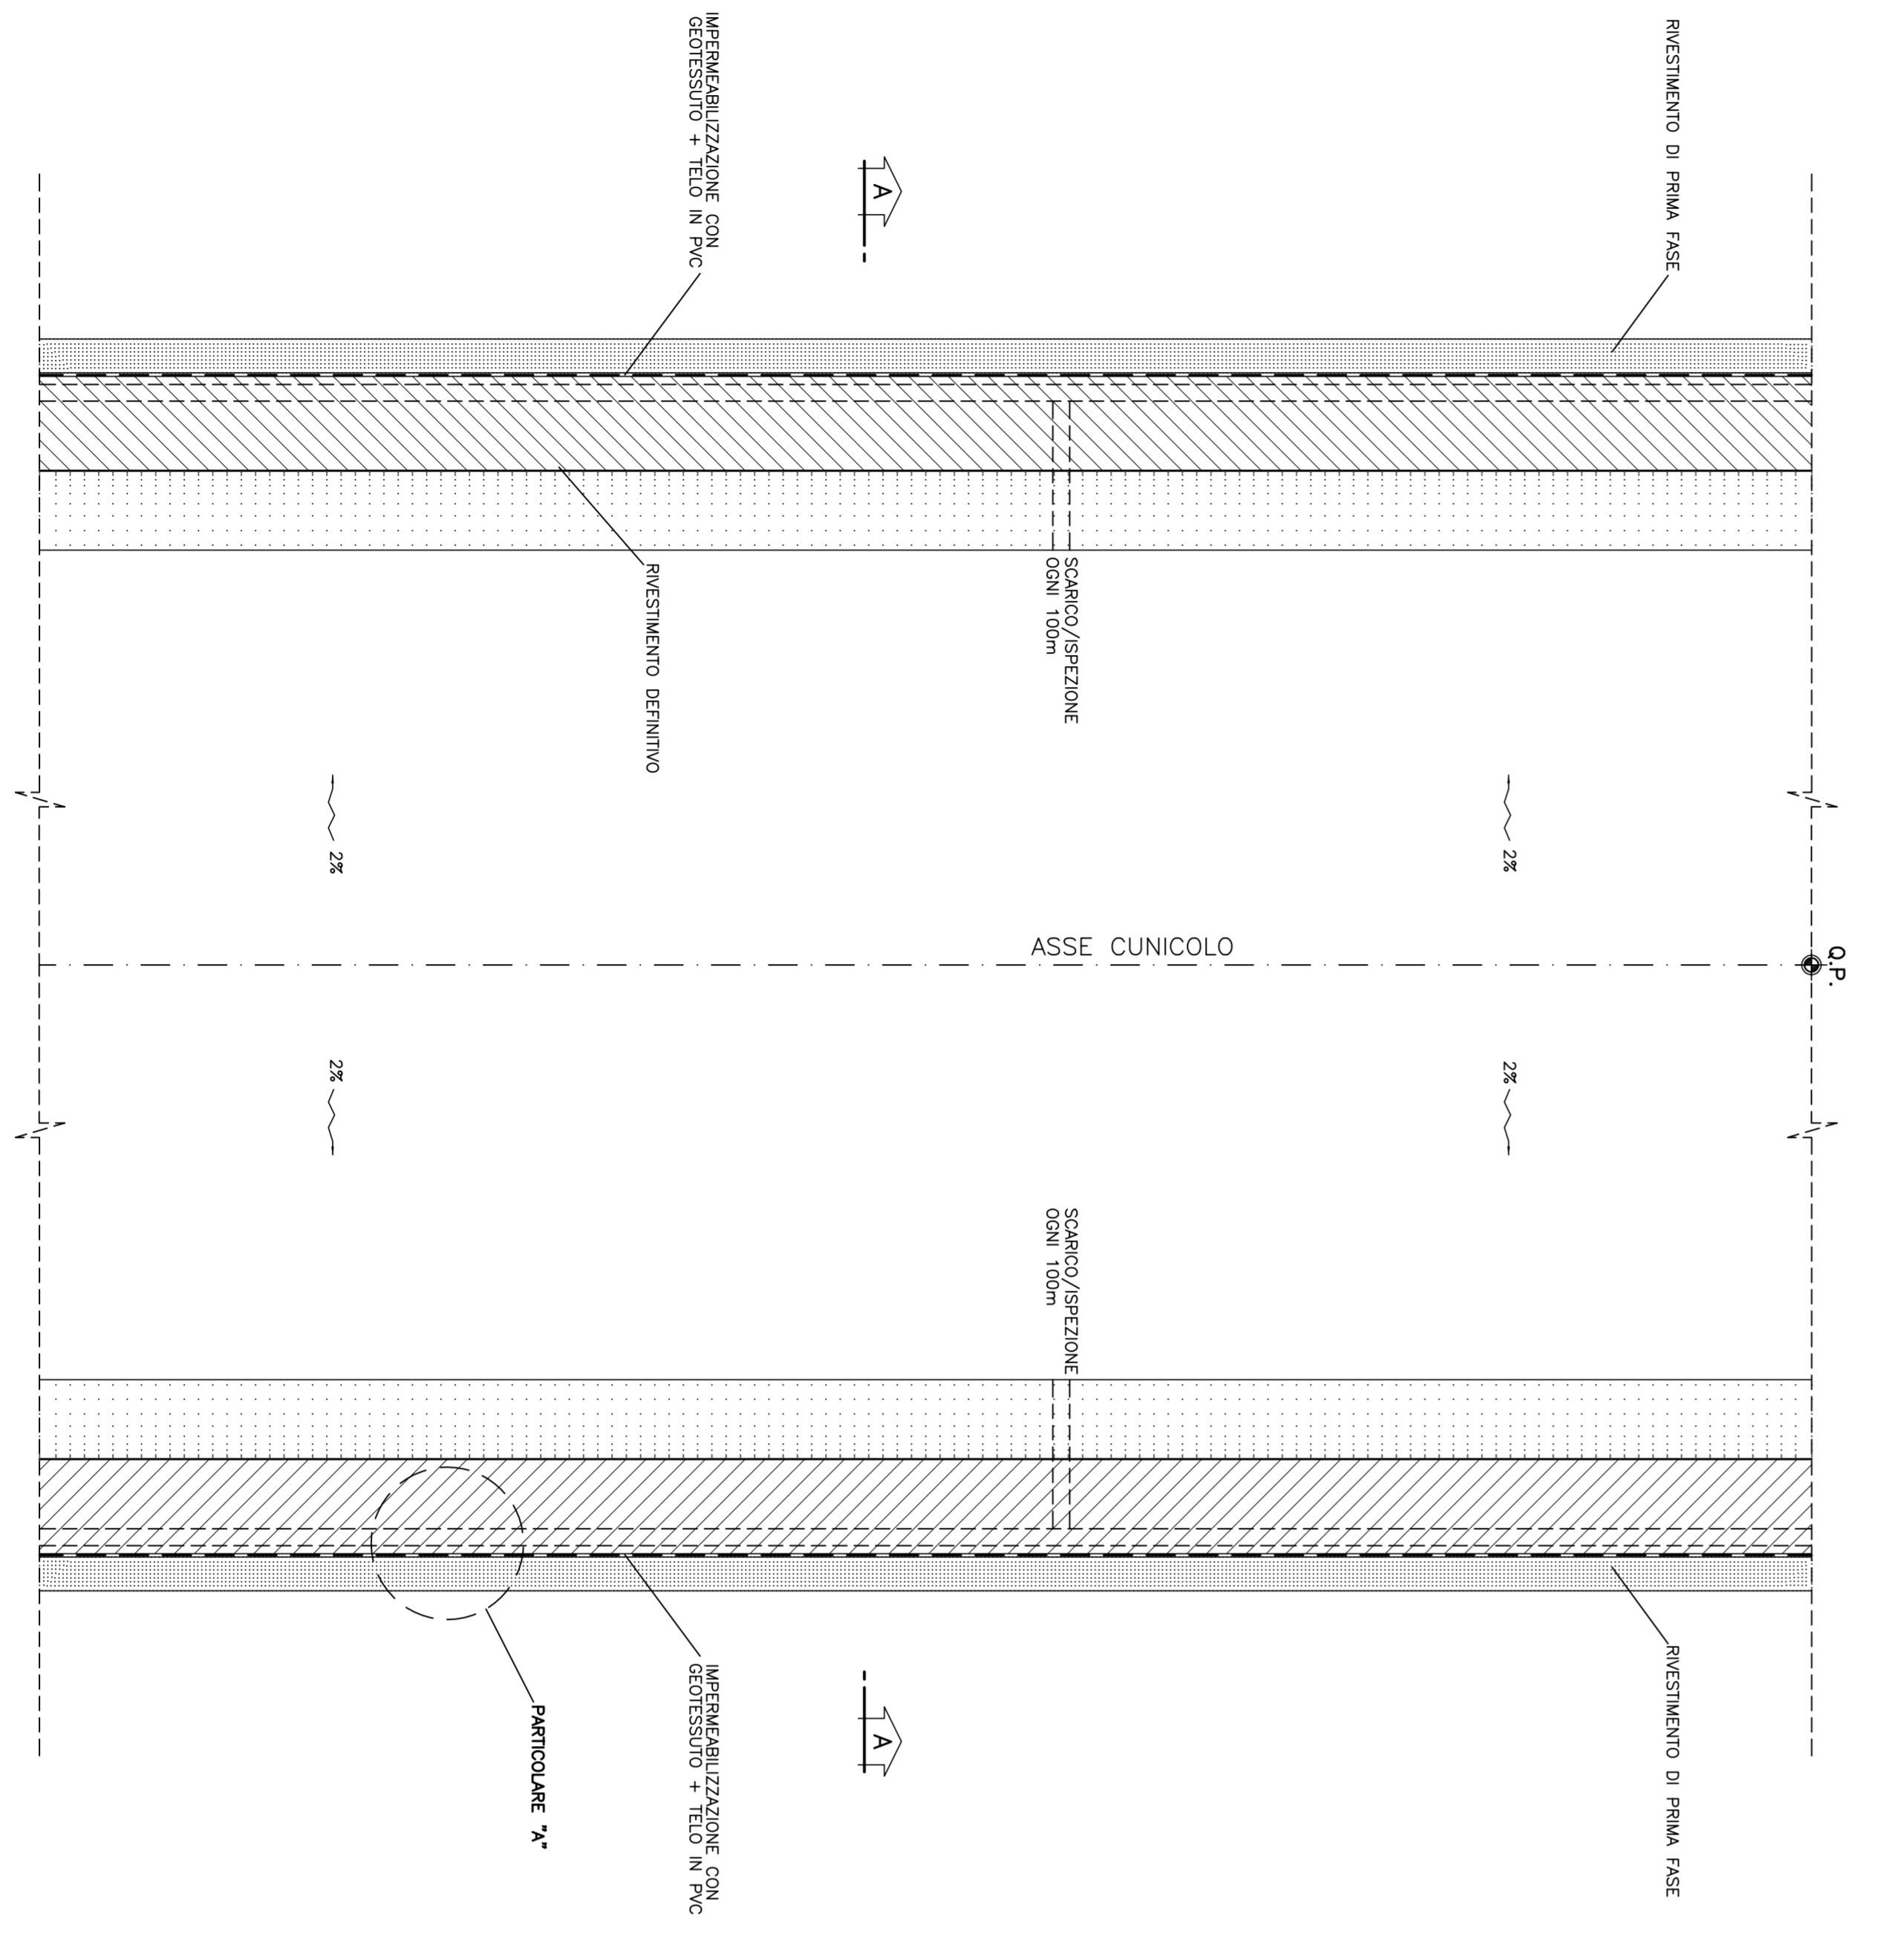 IMPERMEABILIZZAZIONE CON
GEOTESSUTO + TELO IN PVC
RIVESTIMENTO DI PRIMA FASE
A
SCARICO/ISPEZIONE
OGNI 100m
RIVESTIMENTO DEFINITIVO
2%
2%
ASSE CUNICOLO
Q.P.
2%
2%
SCARICO/ISPEZIONE
OGNI 100m
RIVESTIMENTO DI PRIMA FASE
IMPERMEABILIZZAZIONE CON
GEOTESSUTO + TELO IN PVC
A
PARTICOLARE "A"